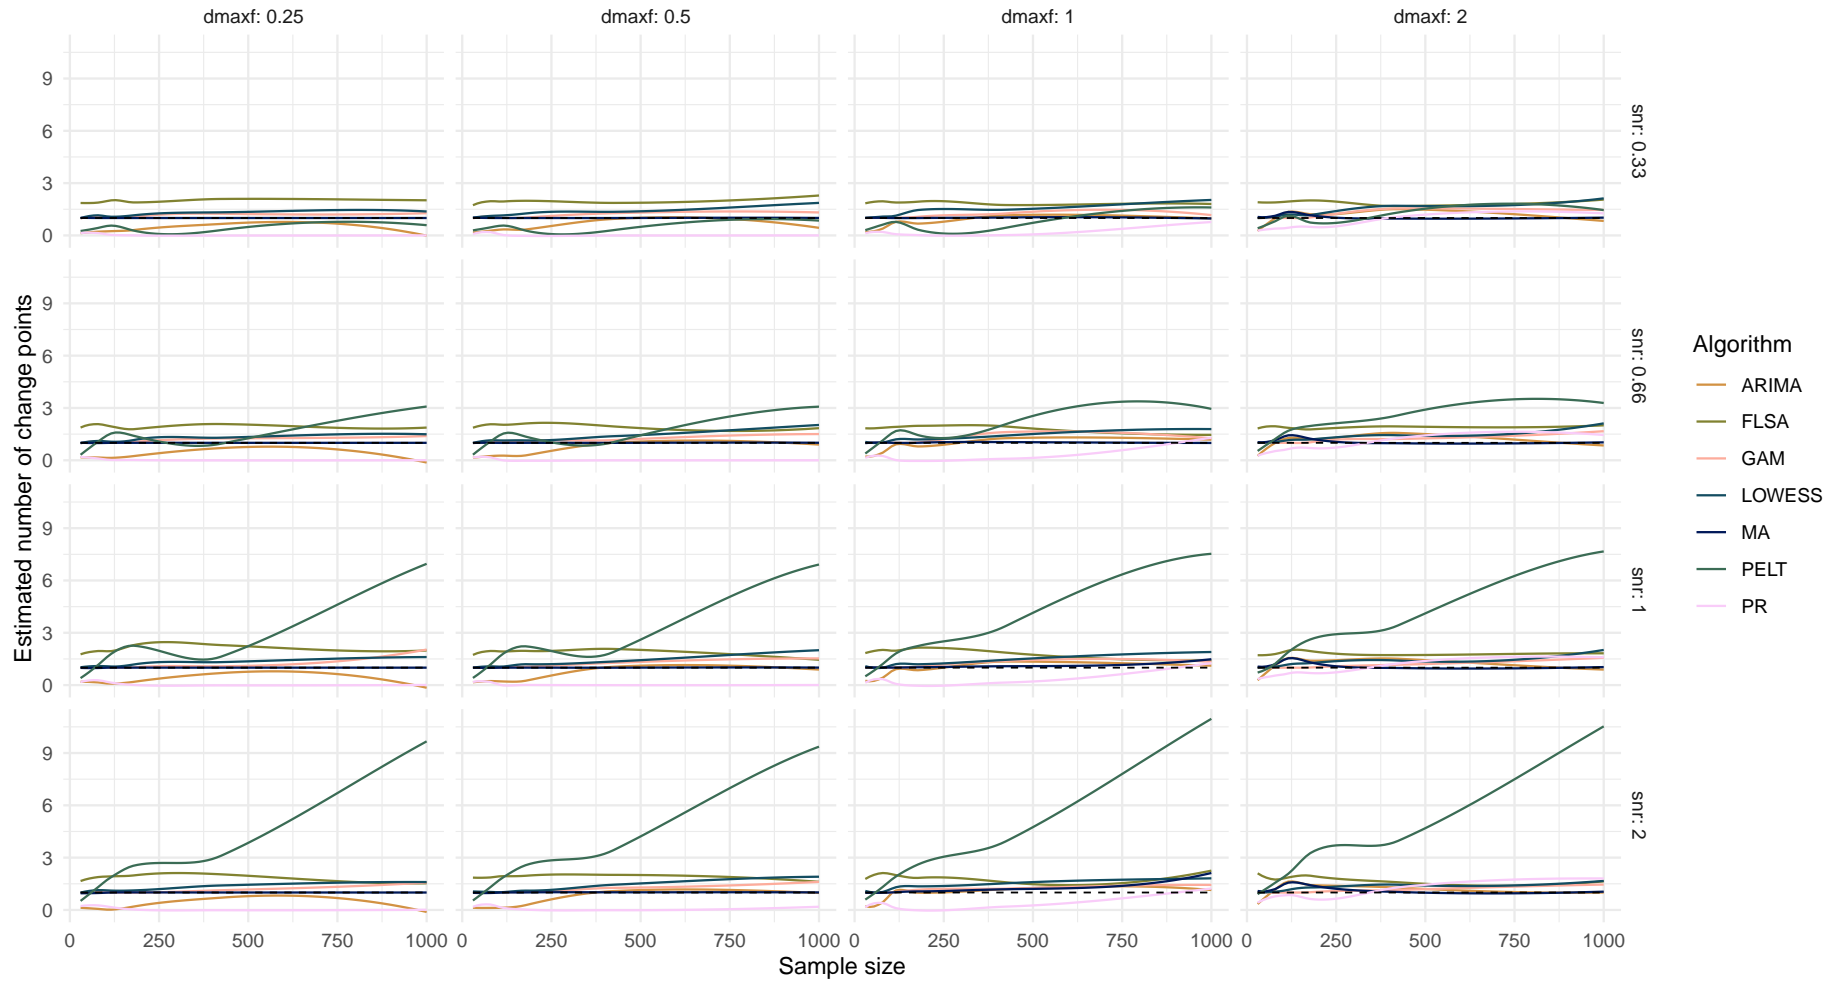 dmaxf: 0.25 dmaxf: 0.5 dmaxf: 1 dmaxf: 2
9
6
3
0
snr: 0.33
9
6
3
0
snr: 0.66
9
6
3
0
snr: 1
9
6
3
0
snr: 2
0 250 500 750 1000 0 250 500 750 1000 0 250 500 750 1000 0 250 500 750 1000
Sample size
Estimated number of change points
Algorithm
ARIMA
FLSA
GAM
LOWESS
MA
PELT
PR